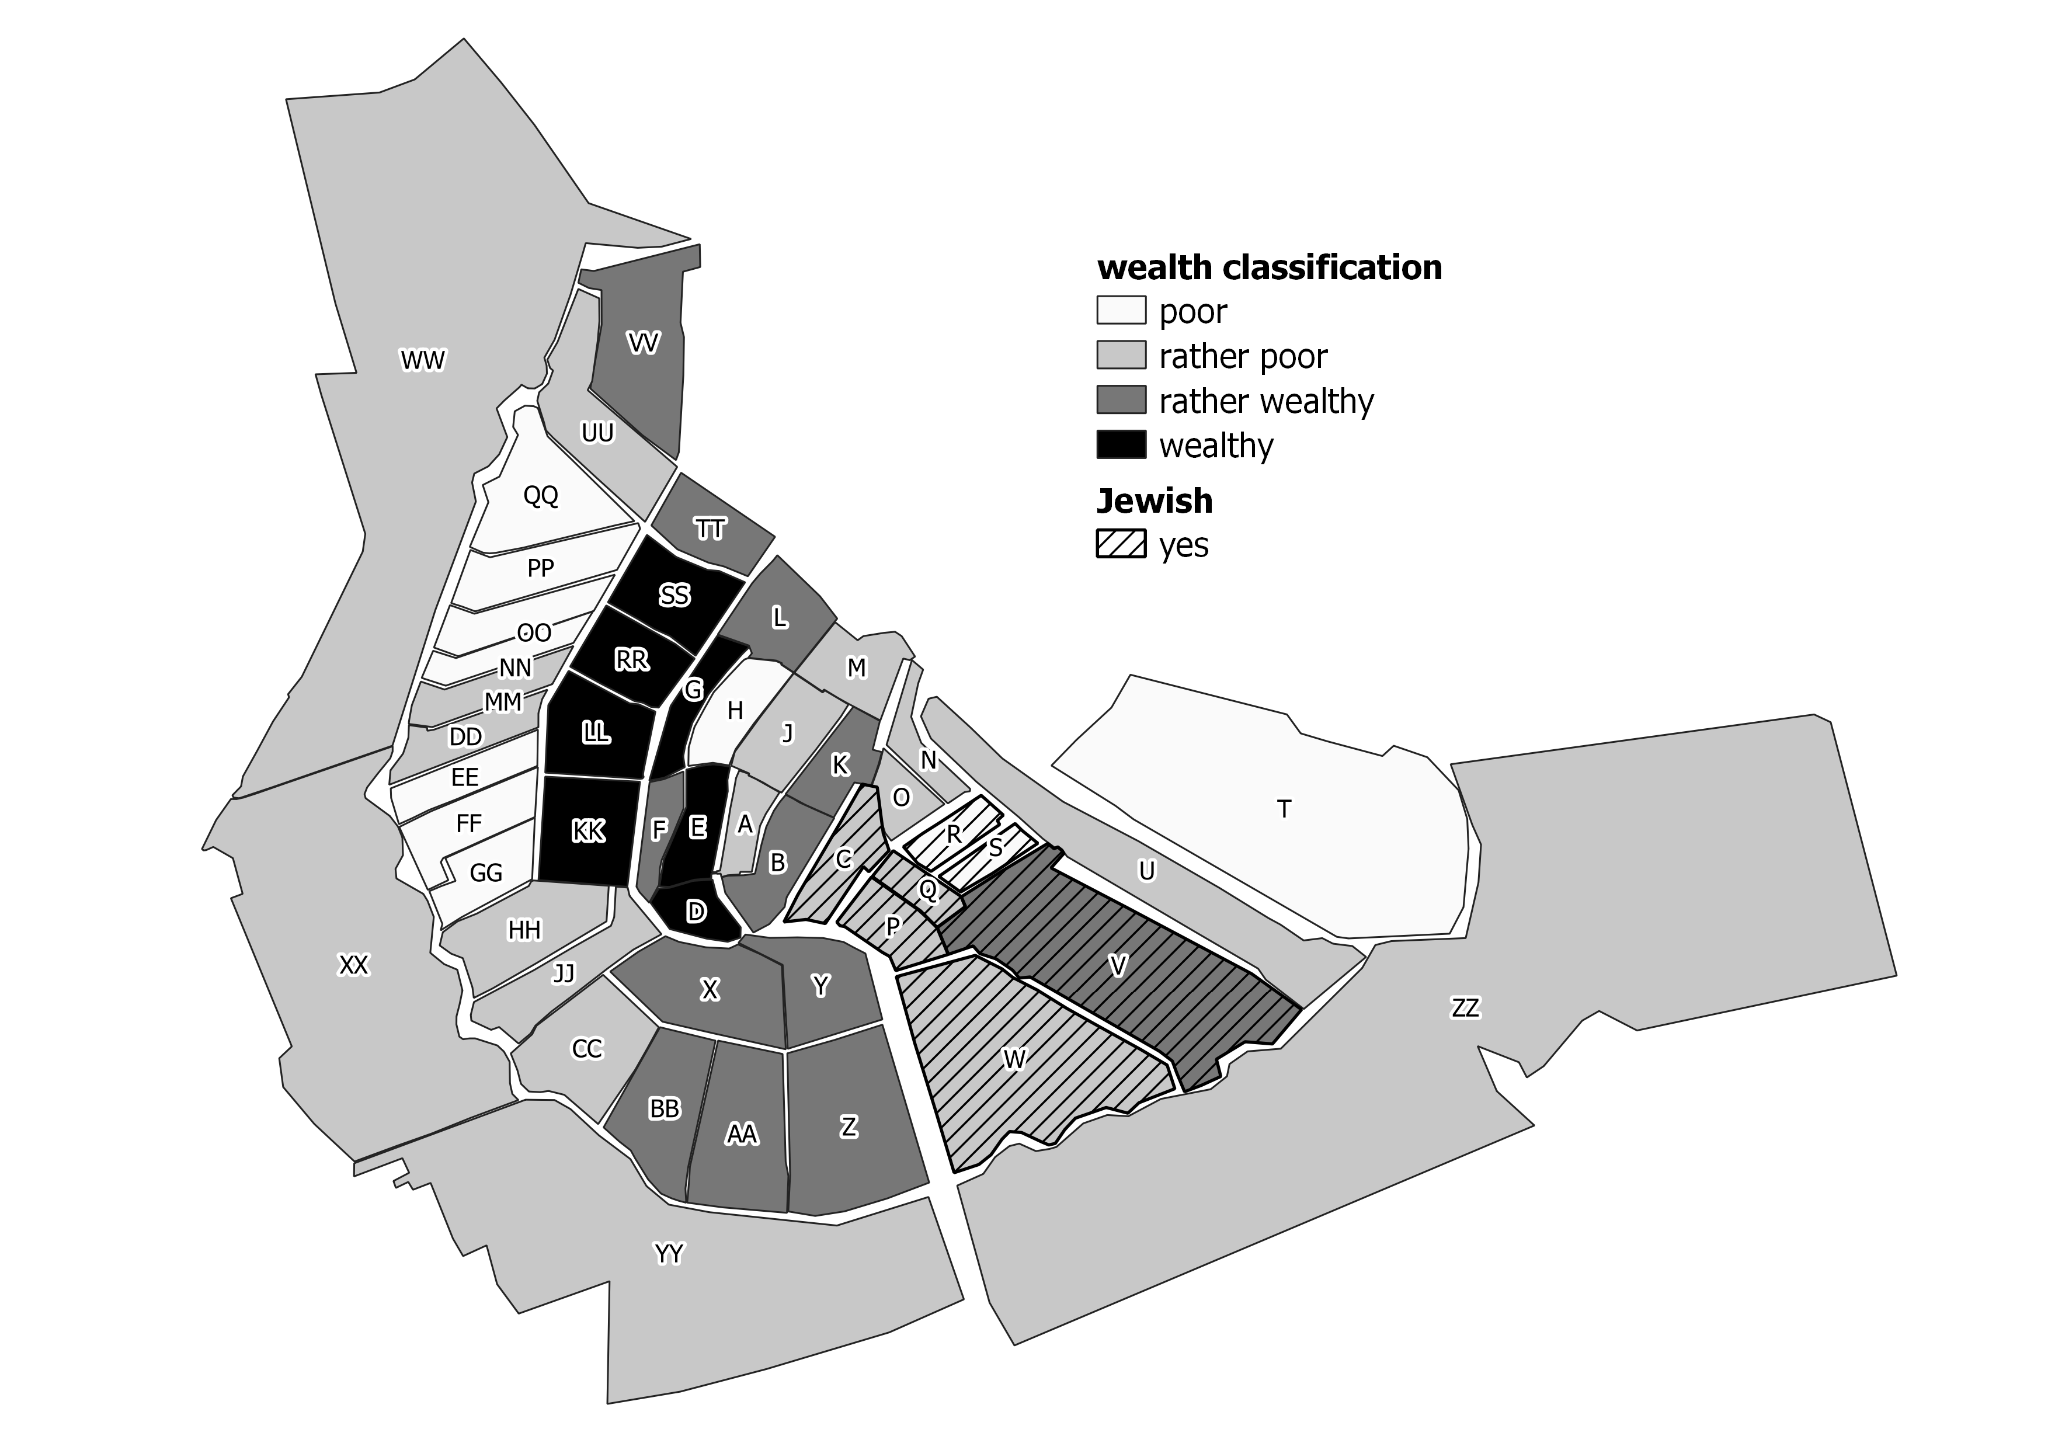 wealth classification
poor
rather poor
rather wealthy
wealthy
Jewish
yes
WW
VV
UU
QQ
TT
PP
SS
L
OO
RR
M
NN
G
MM
H
LL
J
DD
K
N
EE
O
T
FF
KK
F
E
A
R
S
B
C
U
GG
Q
D
HH
P
XX
JJ
V
X
Y
ZZ
CC
W
BB
AA
Z
YY